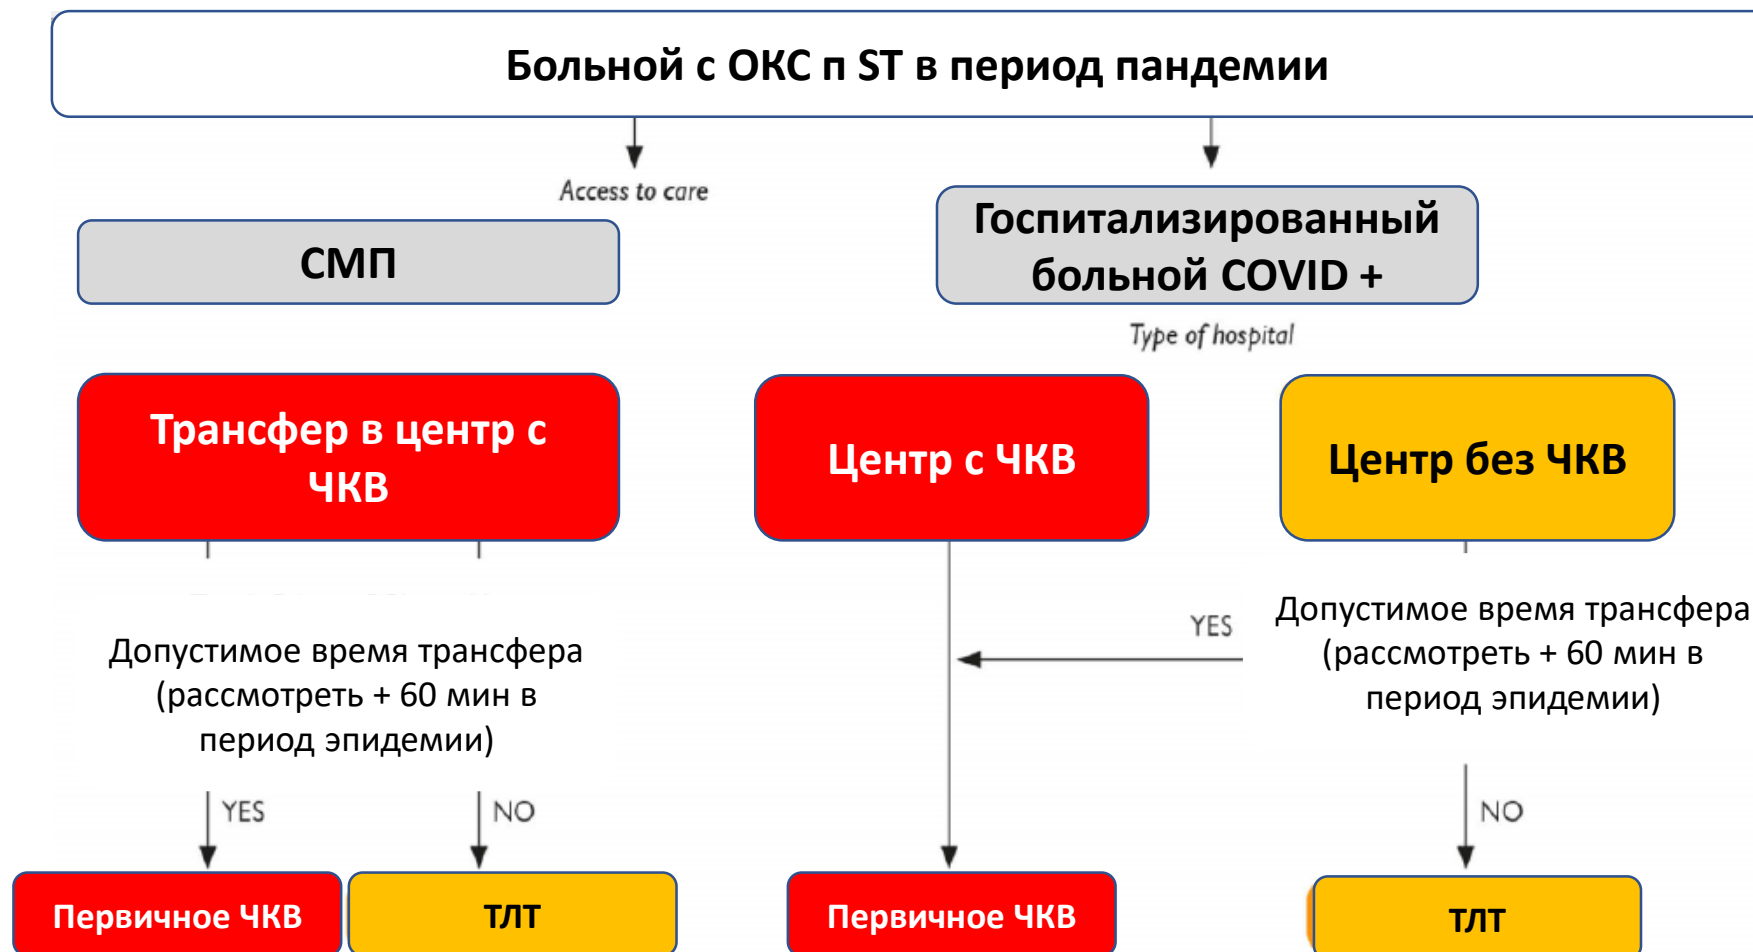 Больной с ОКС п ST в период пандемии
Access to care
СМП
Госпитализированный
больной COVID +
Type of hospital
Трансфер в центр с
ЧКВ
Центр с ЧКВ
Центр без ЧКВ
Допустимое время трансфера
(рассмотреть + 60 мин в
период эпидемии)
YES
Допустимое время трансфера
(рассмотреть + 60 мин в
период эпидемии)
YES
NO
NO
Первичное ЧКВ
ТЛТ
Первичное ЧКВ
ТЛТ